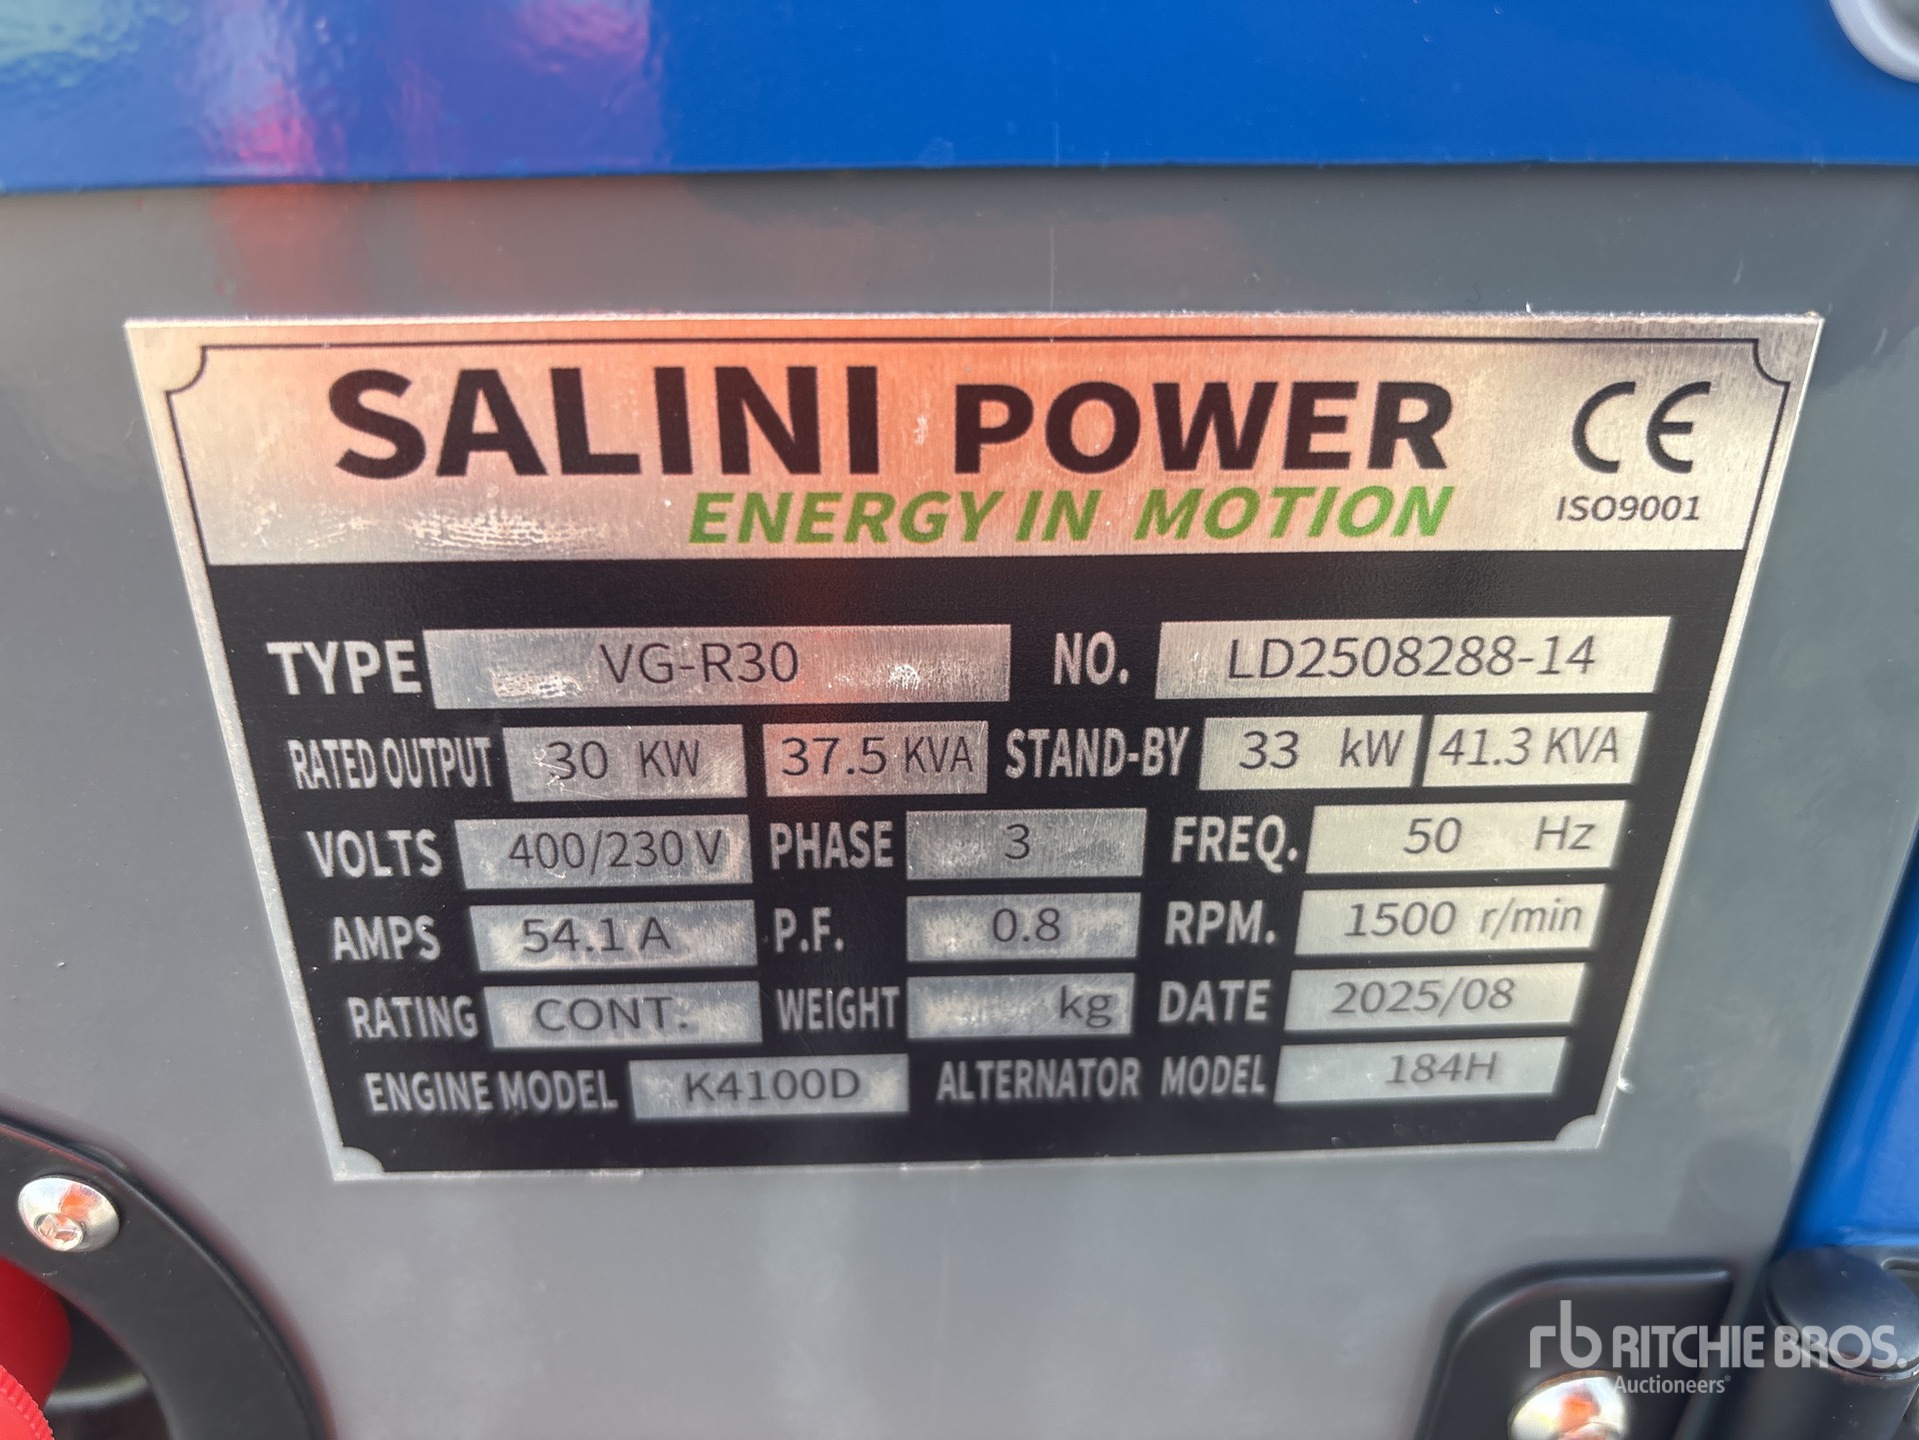 SALINI POWER CE
ENERGY IN MOTION ISO9001
TYPE VG-R30 NO. LD2508288-14
RATED OUTPUT 30 KW 37.5 KVA STAND-BY 33 kW 41.3 KVA
VOLTS 400/230 V PHASE 3 FREQ. 50 Hz
AMPS 54.1 A P.F. 0.8 RPM. 1500 r/min
RATING CONT. WEIGHT kg DATE 2025/08
ENGINE MODEL K4100D ALTERNATOR MODEL 184H
rb RITCHIE BROS.
Auctioneers®